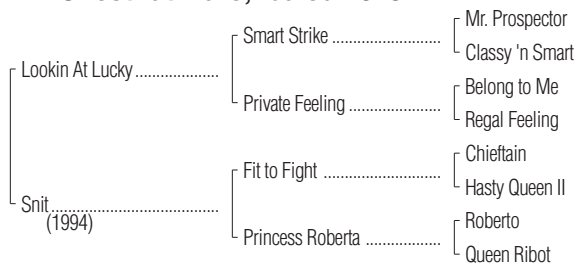 Mr. Prospector
Smart Strike ........................
Classy 'n Smart
Lookin At Lucky ..................
Belong to Me
Private Feeling ....................
Regal Feeling
Chieftain
Fit to Fight ..........................
Hasty Queen II
Snit ....................................
(1994)
Roberto
Princess Roberta .................
Queen Ribot